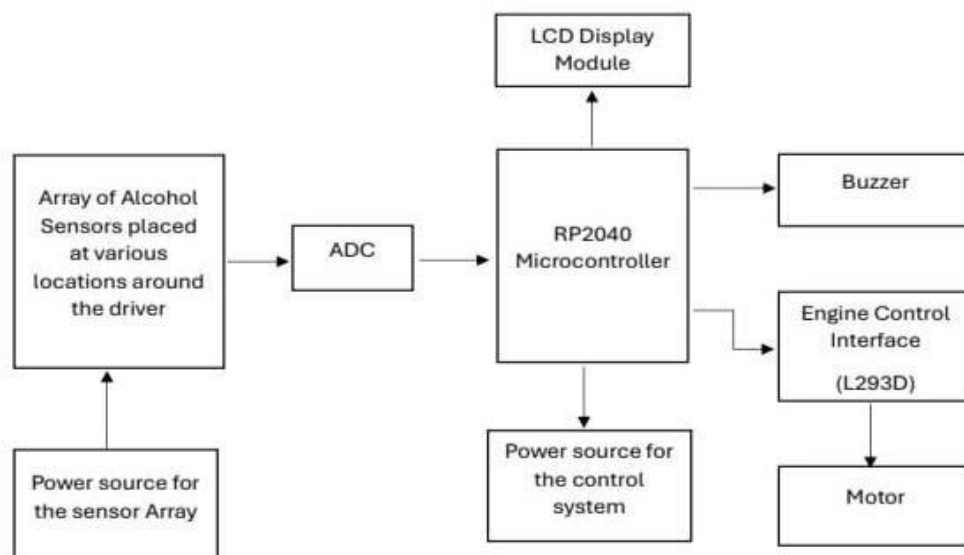 LCD Display
Module
Array of Alcohol
Sensors placed
at various
locations around
the driver
ADC
RP2040
Microcontroller
Buzzer
Engine Control
Interface
(L293D)
Power source for
the sensor Array
Power source for
the control
system
Motor